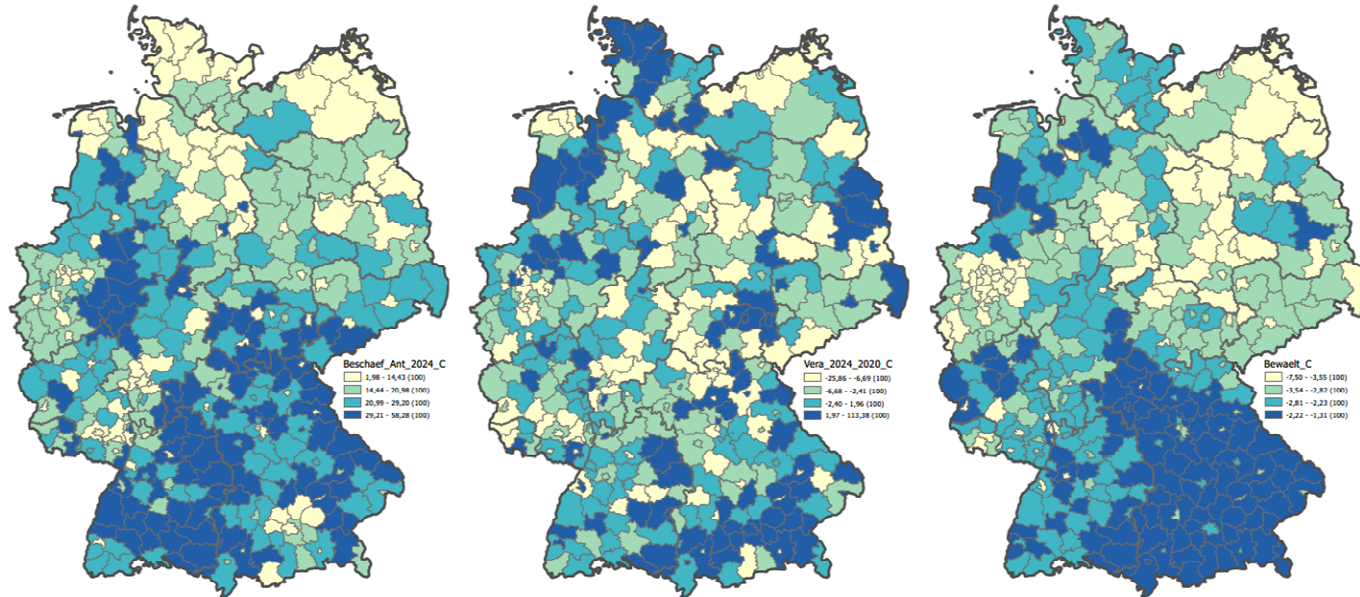 Beschaef_Ant_2024_C
1,98 - 14,43 (100)
14,44 - 20,98 (100)
20,99 - 29,20 (100)
29,21 - 58,28 (100)
Vera_2024_2020_C
-25,86 - -6,69 (100)
-6,68 - -2,41 (100)
-2,40 - 1,96 (100)
1,97 - 113,38 (100)
Bewaelt_C
-7,50 - -3,55 (100)
-3,54 - -2,82 (100)
-2,81 - -2,23 (100)
-2,22 - -1,31 (100)